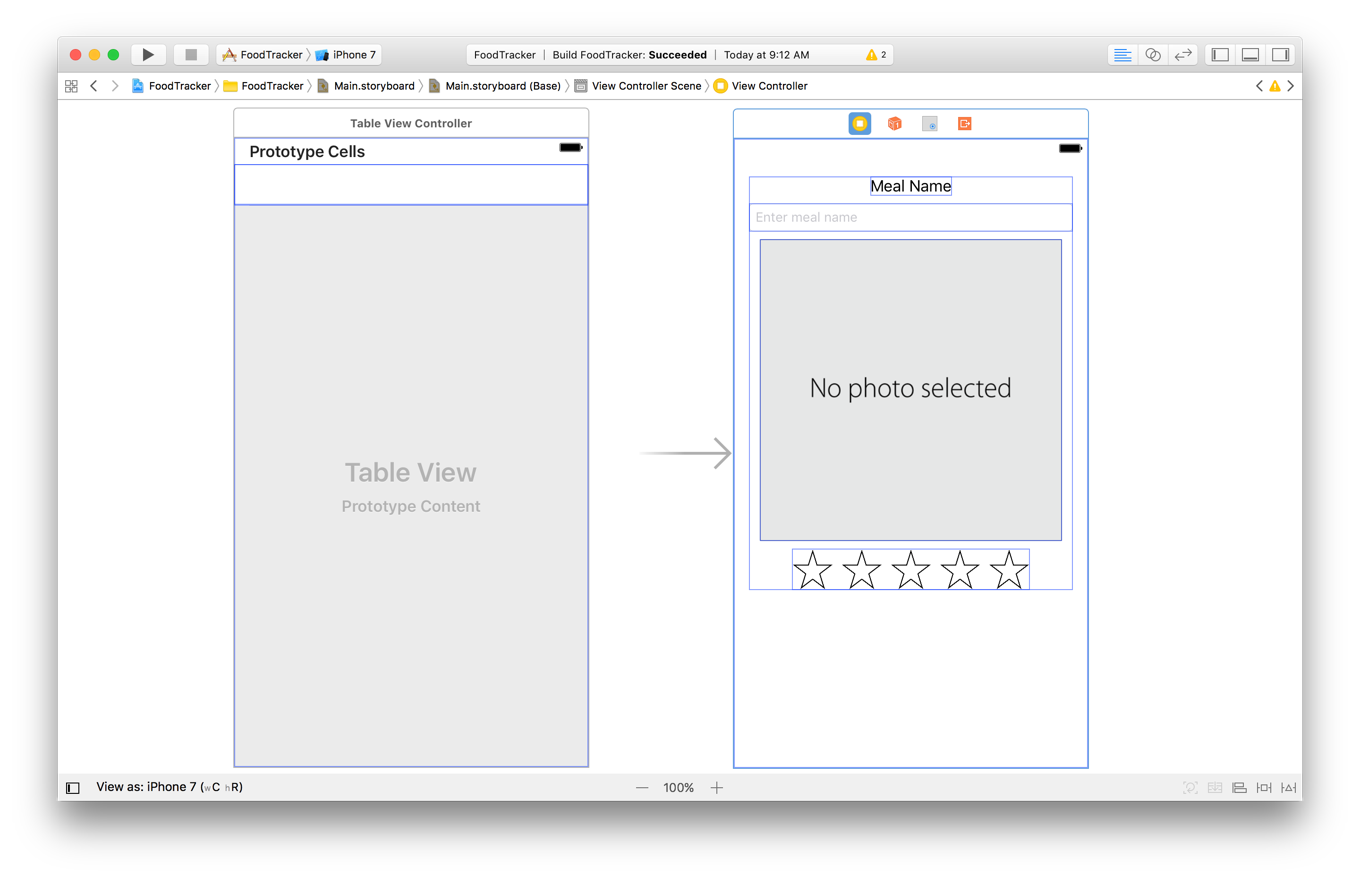 FoodTracker iPhone 7
FoodTracker | Build FoodTracker: Succeeded | Today at 9:12 AM 2
FoodTracker FoodTracker Main.storyboard Main.storyboard (Base) View Controller Scene View Controller
Table View Controller
Prototype Cells
Table View
Prototype Content
Meal Name
Enter meal name
No photo selected
View as: iPhone 7 (wC hR)
100%